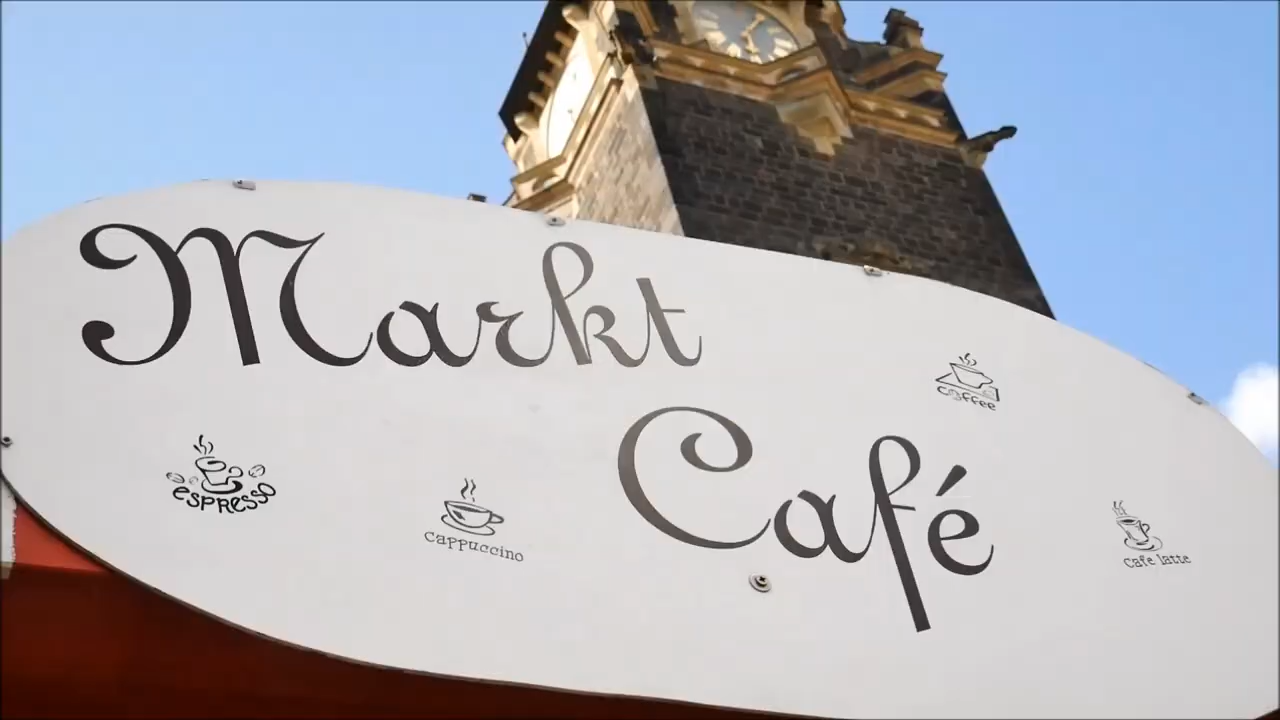 Markt
Café
coffee
espresso
cappuccino
cafe latte